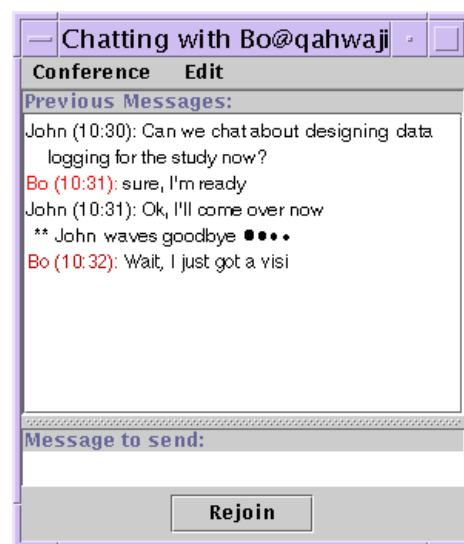 Chatting with Bo@qahwaji
Conference Edit
Previous Messages:
John (10:30): Can we chat about designing data
logging for the study now?
Bo (10:31): sure, I'm ready
John (10:31): Ok, I'll come over now
** John waves goodbye ●●●●
Bo (10:32): Wait, I just got a visi
Message to send:
Rejoin